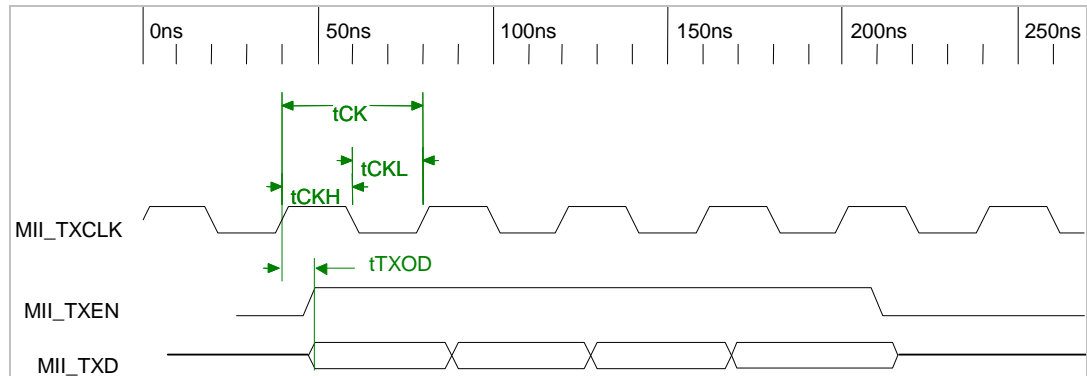 0ns 50ns 100ns 150ns 200ns 250ns
tCK
tCKL
tCKH
MII_TXCLK
tTXOD
MII_TXEN
MII_TXD